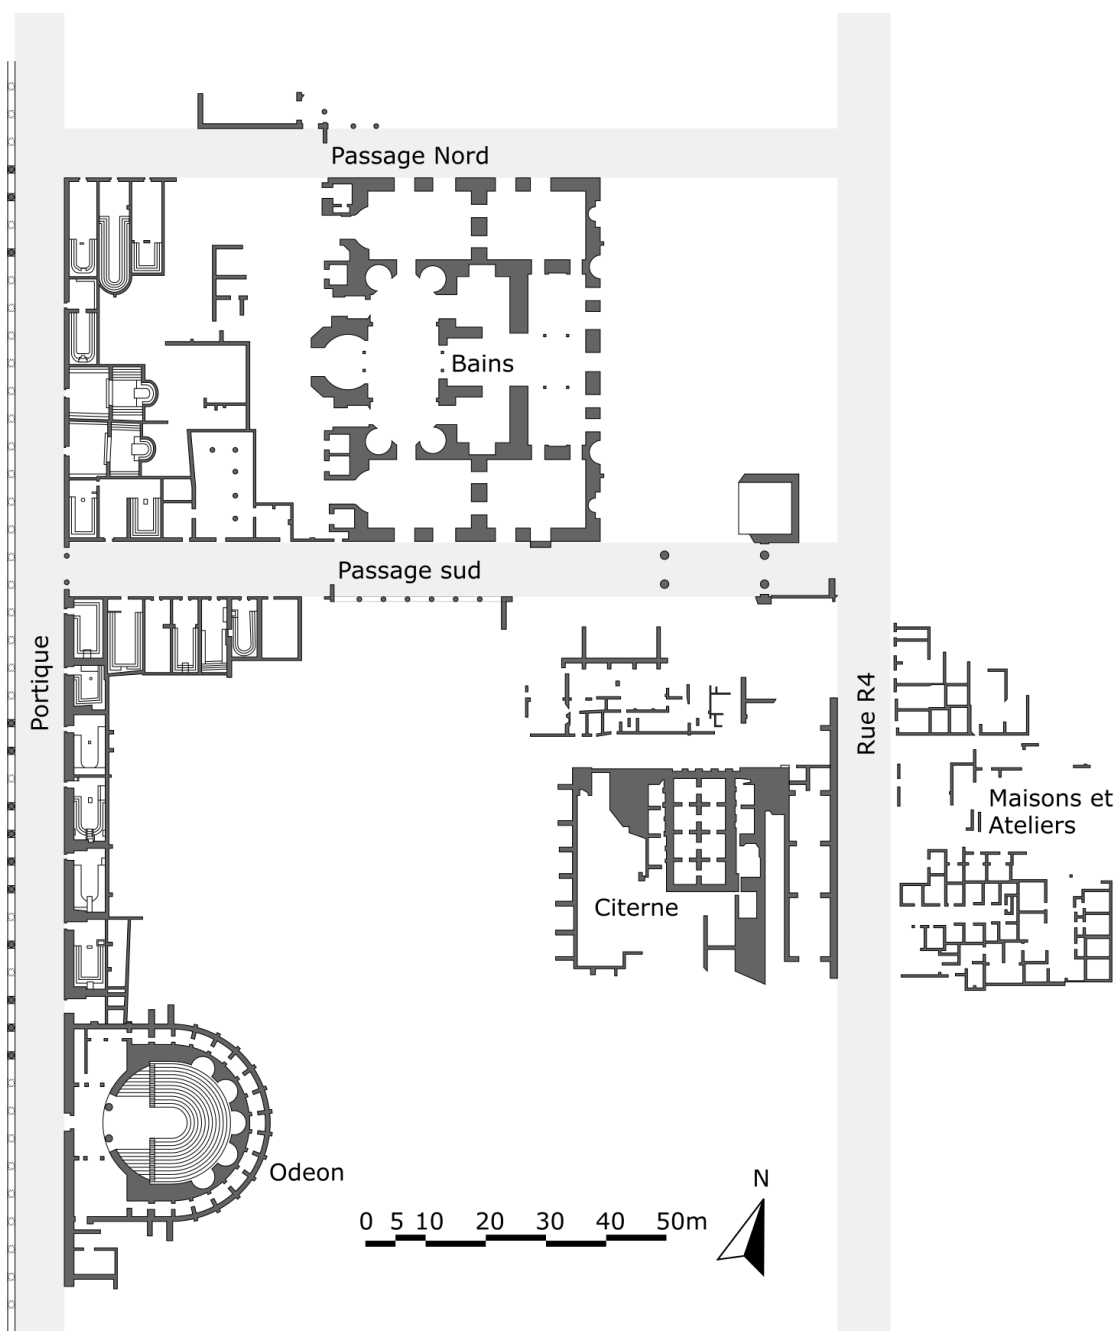 Passage Nord
Bains
Passage sud
Portique
Rue R4
Maisons et
Ateliers
Citerne
Odeon
N
0 5 10 20 30 40 50m